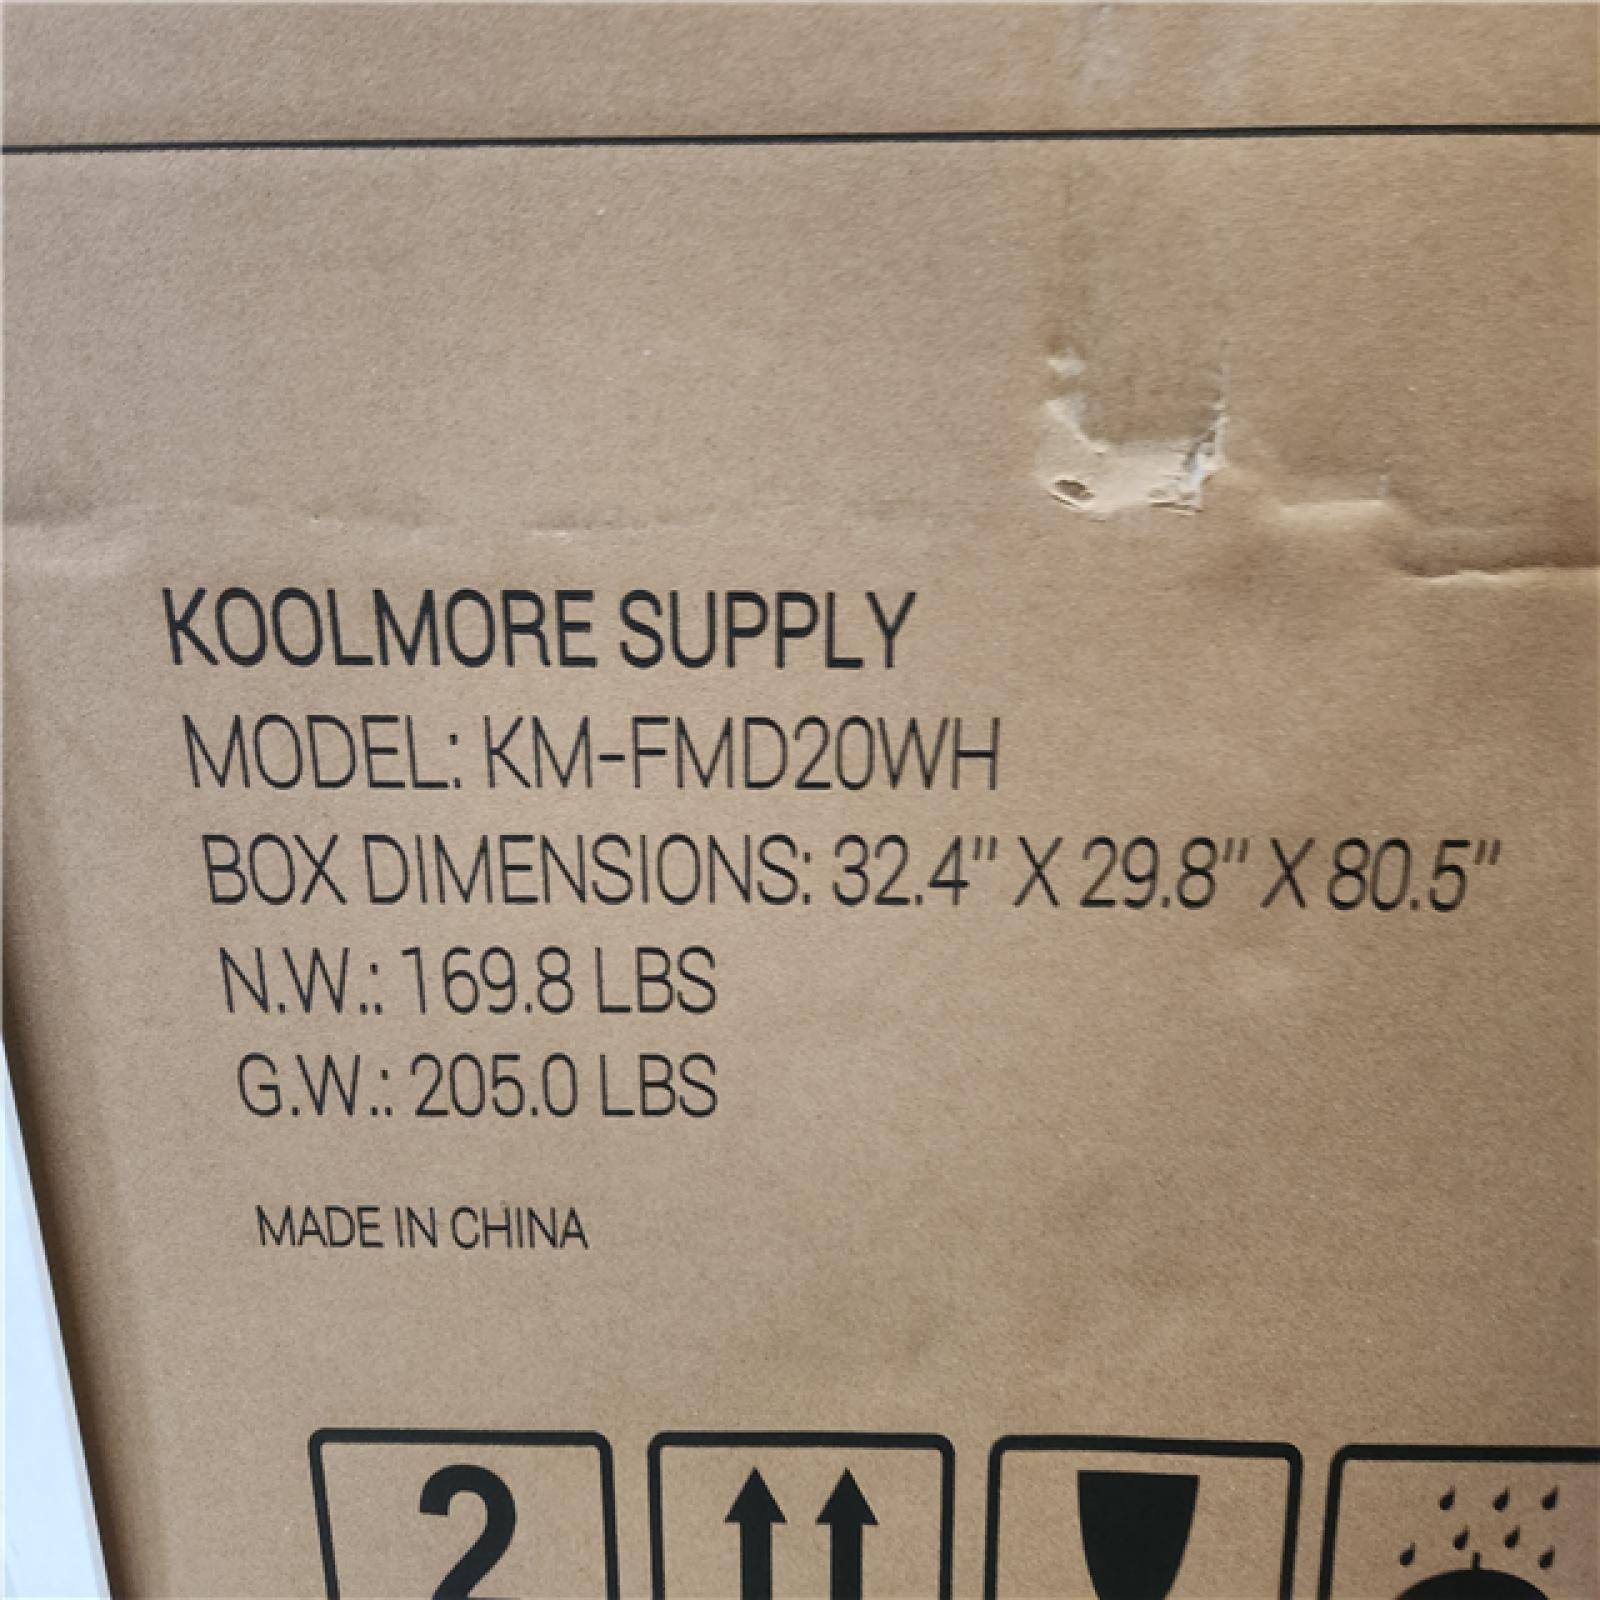 KOOLMORE SUPPLY
MODEL: KM-FMD20WH
BOX DIMENSIONS: 32.4" X 29.8" X 80.5"
N.W.: 169.8 LBS
G.W.: 205.0 LBS
MADE IN CHINA
2